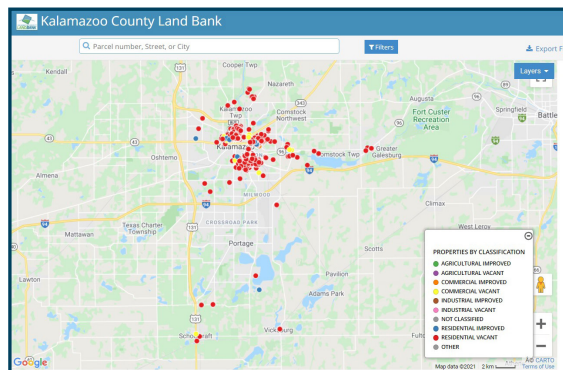 Kalamazoo County Land Bank
Parcel number, Street, or City
Filters
Export F
Layers
Kendall
Cooper Twp
Nazareth
Kalamazoo
Twp
Comstock
Northwest
Augusta
Fort Custer
Recreation
Area
Springfield
Battle
Oshtemo
Comstock Twp
Greater
Galesburg
Almena
MILWOOD
Climax
CROSSROAD PARK
Texas Charter
Township
Mattawan
Portage
West Leroy
Scotts
Lawton
Pavilion
Adams Park
Vicksburg
PROPERTIES BY CLASSIFICATION
AGRICULTURAL IMPROVED
AGRICULTURAL VACANT
COMMERCIAL IMPROVED
COMMERCIAL VACANT
INDUSTRIAL IMPROVED
INDUSTRIAL VACANT
NOT CLASSIFIED
RESIDENTIAL IMPROVED
RESIDENTIAL VACANT
OTHER
Google
Map data ©2021
2 km
CARTO
Terms of Use